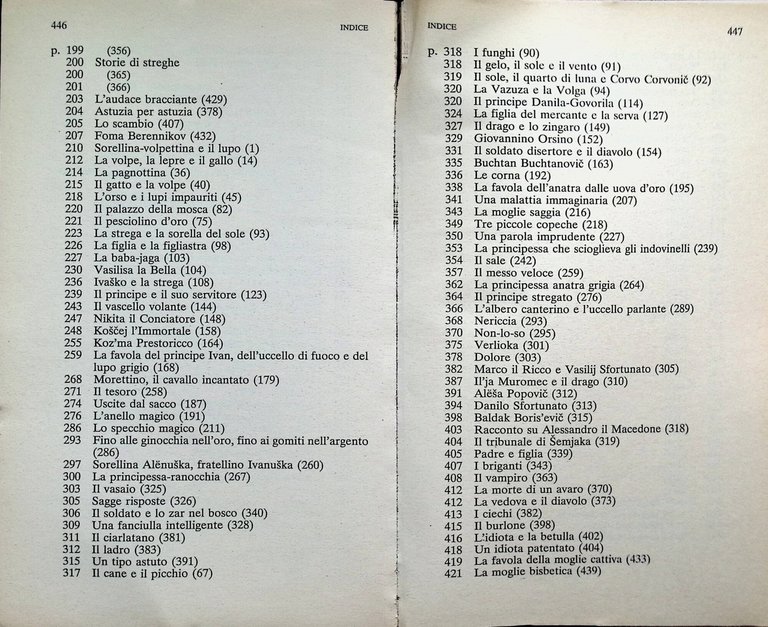 446
INDICE
p. 199 (356)
200 Storie di streghe
200 (365)
201 (366)
203 L'audace bracciante (429)
204 Astuzia per astuzia (378)
205 Lo scambio (407)
207 Foma Berennikov (432)
210 Sorellina-volpettina e il lupo (1)
212 La volpe, la lepre e il gallo (14)
214 La pagnottina (36)
215 Il gatto e la volpe (40)
218 L'orso e i lupi impauriti (45)
220 Il palazzo della mosca (82)
221 Il pesciolino d'oro (75)
223 La strega e la sorella del sole (93)
226 La figlia e la figliastra (98)
227 La baba-jaga (103)
230 Vasilisa la Bella (104)
236 Ivaško e la strega (108)
239 Il principe e il suo servitore (123)
243 Il vascello volante (144)
247 Nikita il Conciatore (148)
248 Koščej l'Immortale (158)
255 Koz'ma Prestoricco (164)
259 La favola del principe Ivan, dell'uccello di fuoco e del
lupo grigio (168)
268 Morettino, il cavallo incantato (179)
271 Il tesoro (258)
274 Uscite dal sacco (187)
276 L'anello magico (191)
286 Lo specchio magico (211)
293 Fino alle ginocchia nell'oro, fino ai gomiti nell'argento
(286)
297 Sorellina Alënuška, fratellino Ivanuška (260)
300 La principessa-ranocchia (267)
303 Il vasaio (325)
305 Sagge risposte (326)
306 Il soldato e lo zar nel bosco (340)
309 Una fanciulla intelligente (328)
311 Il ciarlatano (381)
312 Il ladro (383)
315 Un tipo astuto (391)
317 Il cane e il picchio (67)
INDICE
447
p. 318 I funghi (90)
318 Il gelo, il sole e il vento (91)
319 Il sole, il quarto di luna e Corvo Corvonič (92)
320 La Vazuza e la Volga (94)
320 Il principe Danila-Govorila (114)
324 La figlia del mercante e la serva (127)
327 Il drago e lo zingaro (149)
329 Giovannino Orsino (152)
331 Il soldato disertore e il diavolo (154)
335 Buchtan Buchtanovič (163)
336 Le corna (192)
338 La favola dell'anatra dalle uova d'oro (195)
341 Una malattia immaginaria (207)
343 La moglie saggia (216)
349 Tre piccole copeche (218)
350 Una parola imprudente (227)
353 La principessa che scioglieva gli indovinelli (239)
354 Il sale (242)
357 Il messo veloce (259)
362 La principessa anatra grigia (264)
364 Il principe stregato (276)
366 L'albero canterino e l'uccello parlante (289)
368 Nericcia (293)
370 Non-lo-so (295)
375 Verlioka (301)
378 Dolore (303)
382 Marco il Ricco e Vasilij Sfortunato (305)
387 Il'ja Muromec e il drago (310)
391 Alëša Popovič (312)
394 Danilo Sfortunato (313)
398 Baldak Boris'evič (315)
403 Racconto su Alessandro il Macedone (318)
404 Il tribunale di Šemjaka (319)
405 Padre e figlia (339)
407 I briganti (343)
408 Il vampiro (363)
412 La morte di un avaro (370)
412 La vedova e il diavolo (373)
413 I ciechi (382)
415 Il burlone (398)
416 L'idiota e la betulla (402)
418 Un idiota patentato (404)
419 La favola della moglie cattiva (433)
421 La moglie bisbetica (439)